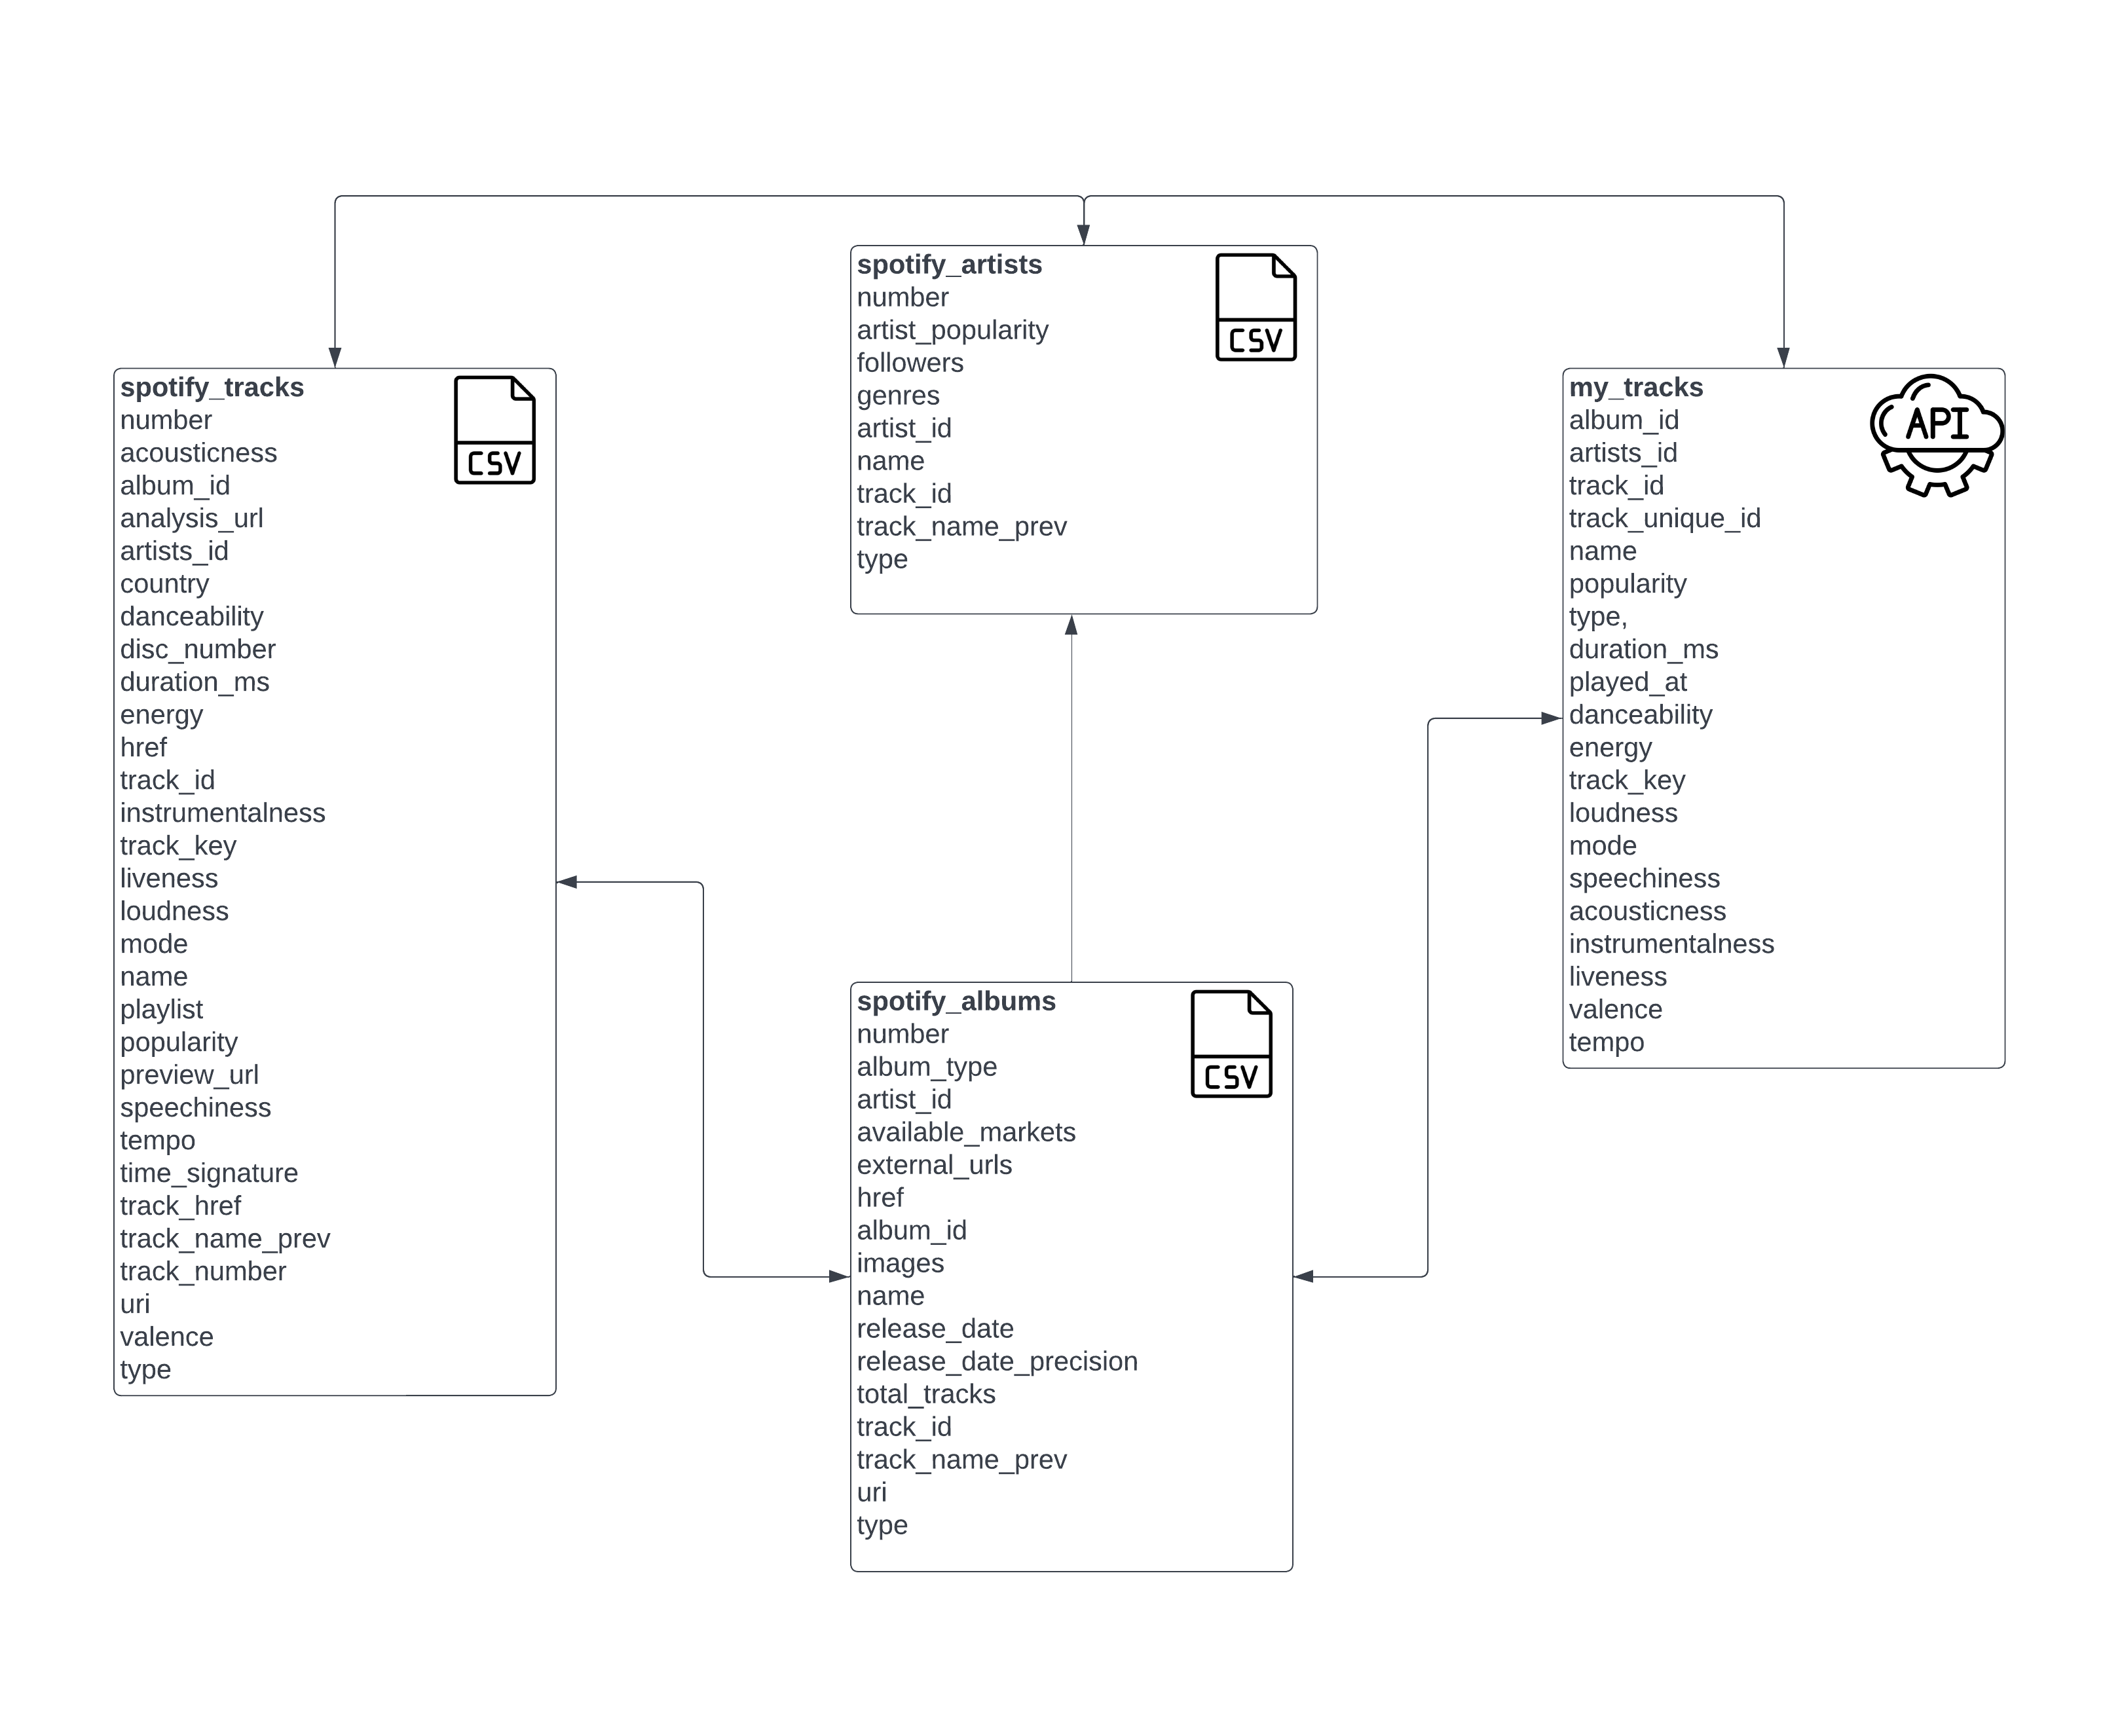 spotify_artists
number
artist_popularity
followers
genres
artist_id
name
track_id
track_name_prev
type
CSV
spotify_tracks
number
acousticness
album_id
analysis_url
artists_id
country
danceability
disc_number
duration_ms
energy
href
track_id
instrumentalness
track_key
liveness
loudness
mode
name
playlist
popularity
preview_url
speechiness
tempo
time_signature
track_href
track_name_prev
track_number
uri
valence
type
CSV
my_tracks
album_id
artists_id
track_id
track_unique_id
name
popularity
type,
duration_ms
played_at
danceability
energy
track_key
loudness
mode
speechiness
acousticness
instrumentalness
liveness
valence
tempo
API
spotify_albums
number
album_type
artist_id
available_markets
external_urls
href
album_id
images
name
release_date
release_date_precision
total_tracks
track_id
track_name_prev
uri
type
CSV